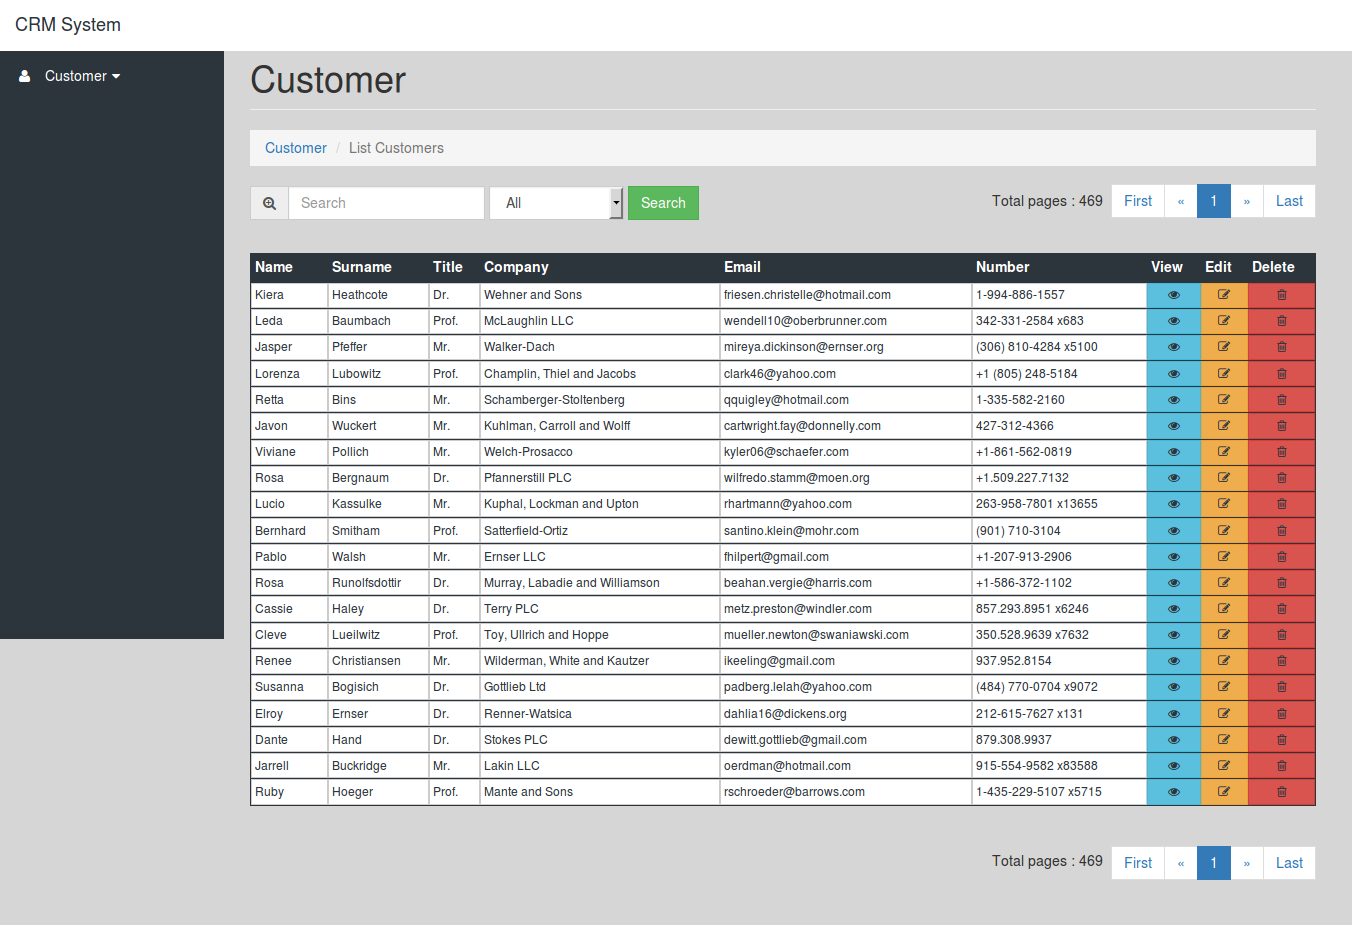 CRM System
Customer
Customer
Customer / List Customers
Search All Search Total pages : 469 First « 1 » Last
Name Surname Title Company Email Number View Edit Delete
Kiera Heathcote Dr. Wehner and Sons friesen.christelle@hotmail.com 1-994-886-1557
Leda Baumbach Prof. McLaughlin LLC wendell10@oberbrunner.com 342-331-2584 x683
Jasper Pfeffer Mr. Walker-Dach mireya.dickinson@ernser.org (306) 810-4284 x5100
Lorenza Lubowitz Prof. Champlin, Thiel and Jacobs clark46@yahoo.com +1 (805) 248-5184
Retta Bins Mr. Schamberger-Stoltenberg qquigley@hotmail.com 1-335-582-2160
Javon Wuckert Mr. Kuhlman, Carroll and Wolff cartwright.fay@donnelly.com 427-312-4366
Viviane Pollich Mr. Welch-Prosacco kyler06@schaefer.com +1-861-562-0819
Rosa Bergnaum Dr. Pfannerstill PLC wilfredo.stamm@moen.org +1.509.227.7132
Lucio Kassulke Mr. Kuphal, Lockman and Upton rhartmann@yahoo.com 263-958-7801 x13655
Bernhard Smitham Prof. Satterfield-Ortiz santino.klein@mohr.com (901) 710-3104
Pablo Walsh Mr. Ernser LLC fhilpert@gmail.com +1-207-913-2906
Rosa Runolfsdottir Dr. Murray, Labadie and Williamson beahan.vergie@harris.com +1-586-372-1102
Cassie Haley Dr. Terry PLC metz.preston@windler.com 857.293.8951 x6246
Cleve Lueilwitz Prof. Toy, Ullrich and Hoppe mueller.newton@swaniawski.com 350.528.9639 x7632
Renee Christiansen Mr. Wilderman, White and Kautzer ikeeling@gmail.com 937.952.8154
Susanna Bogisich Dr. Gottlieb Ltd padberg.lelah@yahoo.com (484) 770-0704 x9072
Elroy Ernser Dr. Renner-Watsica dahlia16@dickens.org 212-615-7627 x131
Dante Hand Dr. Stokes PLC dewitt.gottlieb@gmail.com 879.308.9937
Jarrell Buckridge Mr. Lakin LLC oerdman@hotmail.com 915-554-9582 x83588
Ruby Hoeger Prof. Mante and Sons rschroeder@barrows.com 1-435-229-5107 x5715
Total pages : 469 First « 1 » Last